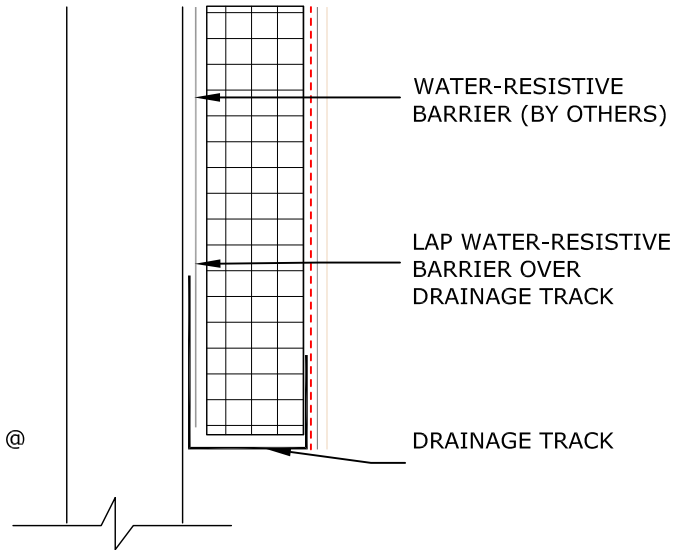 WATER-RESISTIVE
BARRIER (BY OTHERS)
LAP WATER-RESISTIVE
BARRIER OVER
DRAINAGE TRACK
@
DRAINAGE TRACK